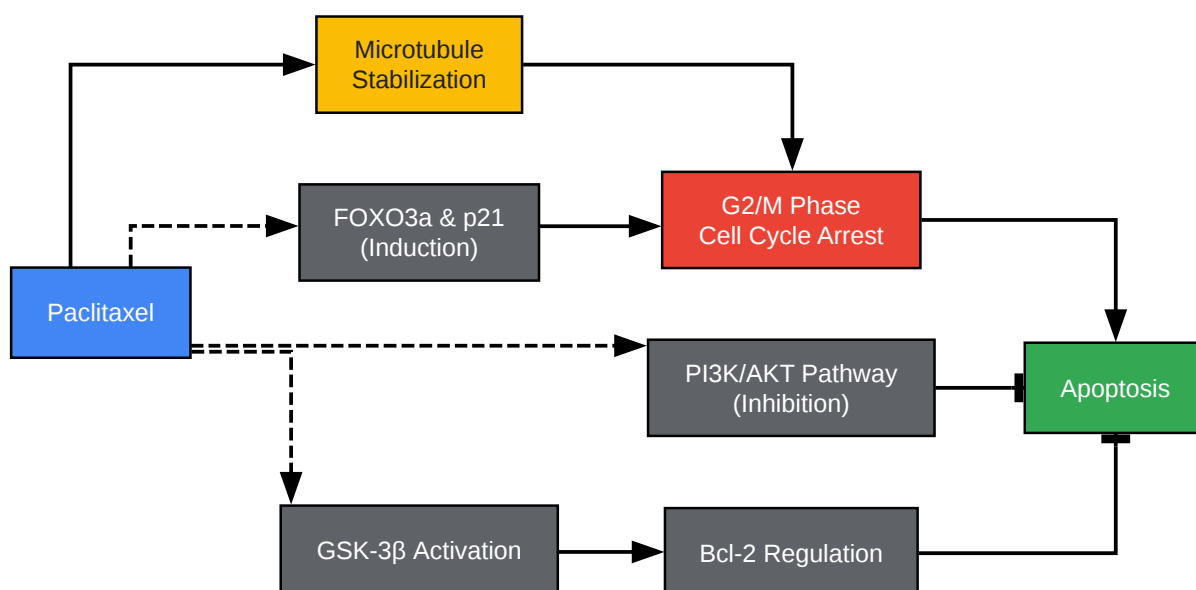 Microtubule
Stabilization
FOXO3a & p21
(Induction)
G2/M Phase
Cell Cycle Arrest
Paclitaxel
PI3K/AKT Pathway
(Inhibition)
Apoptosis
GSK-3β Activation
Bcl-2 Regulation